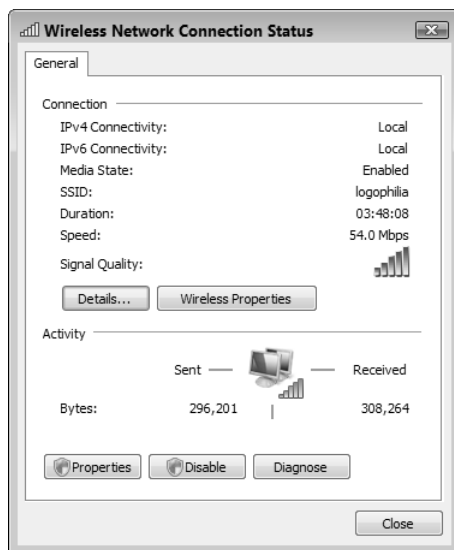 Wireless Network Connection Status
General
Connection
IPv4 Connectivity: Local
IPv6 Connectivity: Local
Media State: Enabled
SSID: logophilia
Duration: 03:48:08
Speed: 54.0 Mbps
Signal Quality:
Details... Wireless Properties
Activity
Sent Received
Bytes: 296,201 308,264
Properties Disable Diagnose
Close